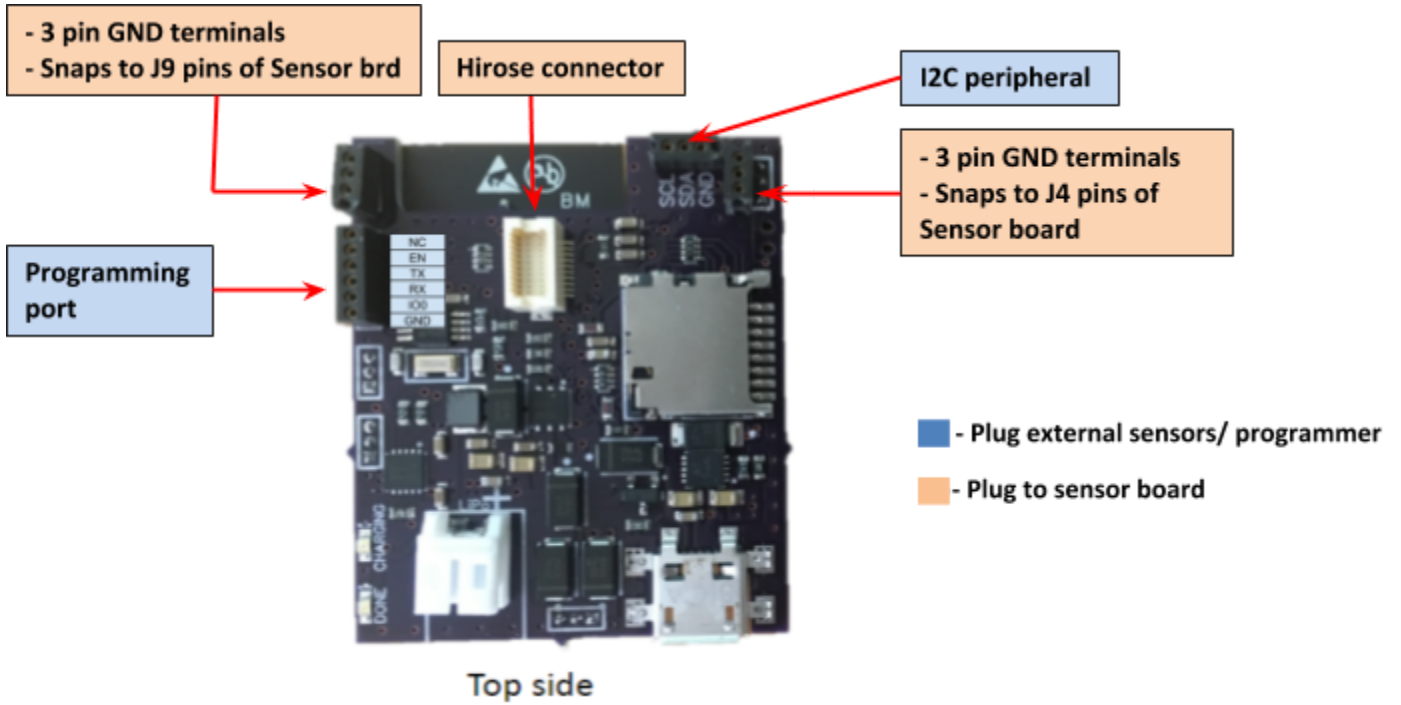 - 3 pin GND terminals
- Snaps to J9 pins of Sensor brd
Hirose connector
I2C peripheral
- 3 pin GND terminals
- Snaps to J4 pins of
Sensor board
Programming
port
BM
SCL
SDA
GND
NC
EN
TX
RX
IO0
GND
- Plug external sensors/ programmer
- Plug to sensor board
CHARGING
DONE
Top side